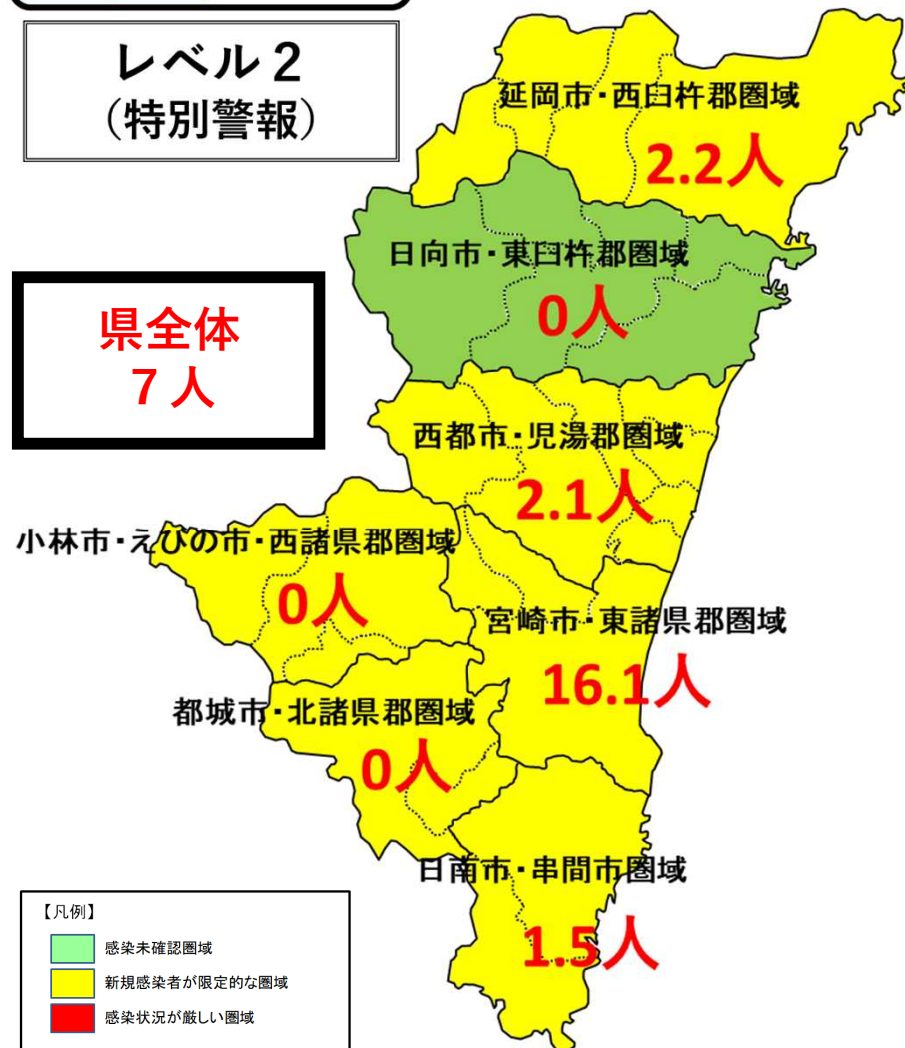 レベル２
（特別警報）
延岡市・西臼杵郡圏域
2.2人
日向市・東臼杵郡圏域
0人
県全体
７人
西都市・児湯郡圏域
2.1人
小林市・えびの市・西諸県郡圏域
0人
宮崎市・東諸県郡圏域
16.1人
都城市・北諸県郡圏域
0人
日南市・串間市圏域
1.5人
【凡例】
感染未確認圏域
新規感染者が限定的な圏域
感染状況が厳しい圏域